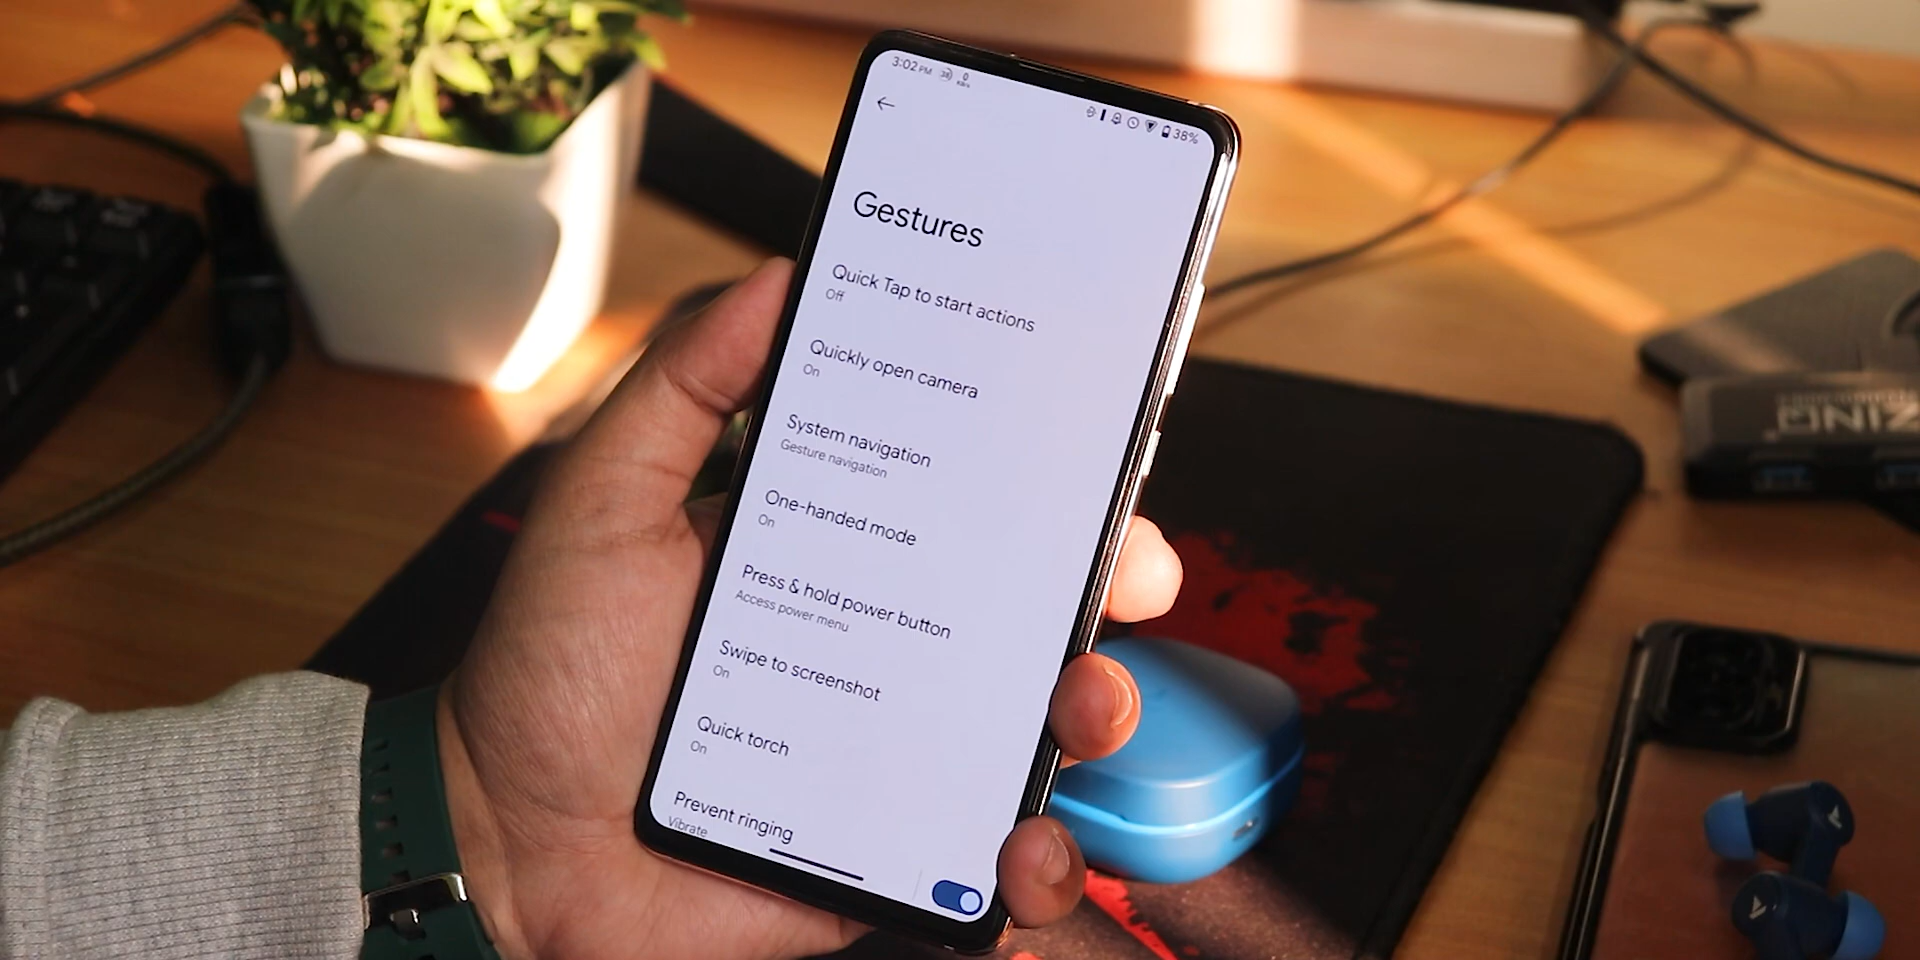 3:02 PM
38%
Gestures
Quick Tap to start actions
Off
Quickly open camera
On
System navigation
Gesture navigation
One-handed mode
On
Press & hold power button
Access power menu
Swipe to screenshot
On
Quick torch
On
Prevent ringing
Vibrate